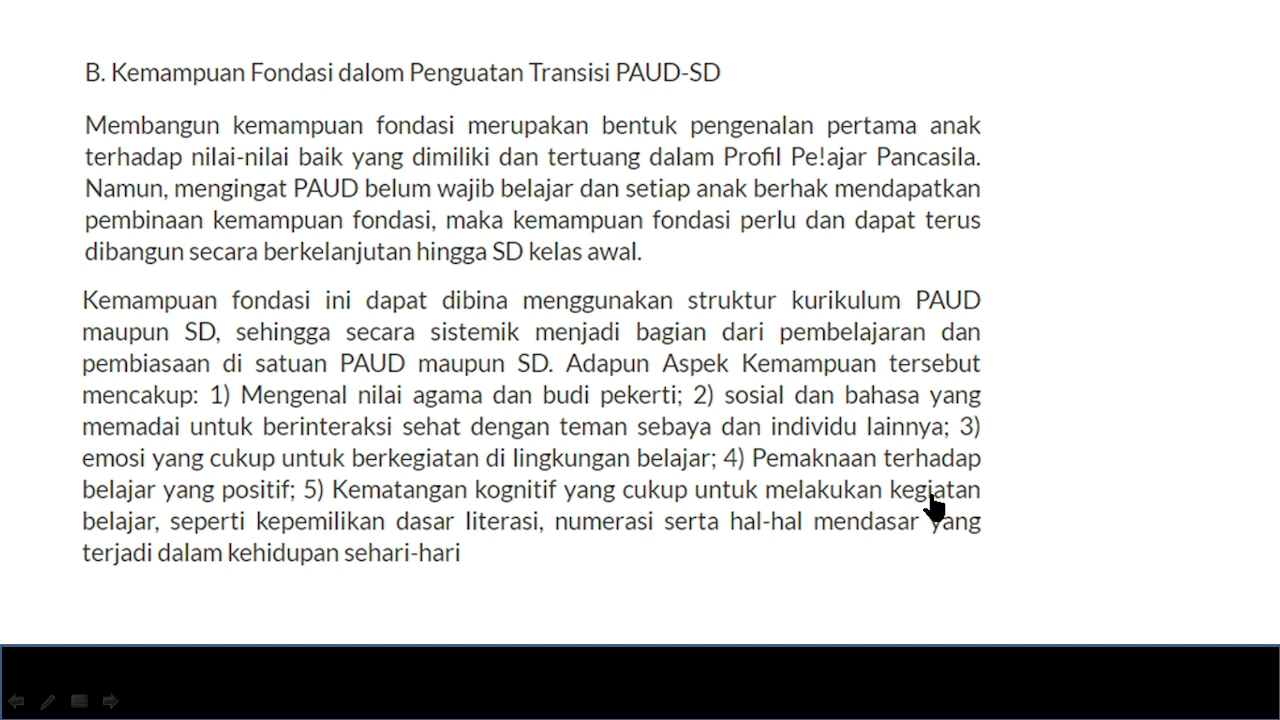 B. Kemampuan Fondasi dalom Penguatan Transisi PAUD-SD
Membangun kemampuan fondasi merupakan bentuk pengenalan pertama anak
terhadap nilai-nilai baik yang dimiliki dan tertuang dalam Profil Pe!ajar Pancasila.
Namun, mengingat PAUD belum wajib belajar dan setiap anak berhak mendapatkan
pembinaan kemampuan fondasi, maka kemampuan fondasi perlu dan dapat terus
dibangun secara berkelanjutan hingga SD kelas awal.
Kemampuan fondasi ini dapat dibina menggunakan struktur kurikulum PAUD
maupun SD, sehingga secara sistemik menjadi bagian dari pembelajaran dan
pembiasaan di satuan PAUD maupun SD. Adapun Aspek Kemampuan tersebut
mencakup: 1) Mengenal nilai agama dan budi pekerti; 2) sosial dan bahasa yang
memadai untuk berinteraksi sehat dengan teman sebaya dan individu lainnya; 3)
emosi yang cukup untuk berkegiatan di lingkungan belajar; 4) Pemaknaan terhadap
belajar yang positif; 5) Kematangan kognitif yang cukup untuk melakukan kegiatan
belajar, seperti kepemilikan dasar literasi, numerasi serta hal-hal mendasar yang
terjadi dalam kehidupan sehari-hari